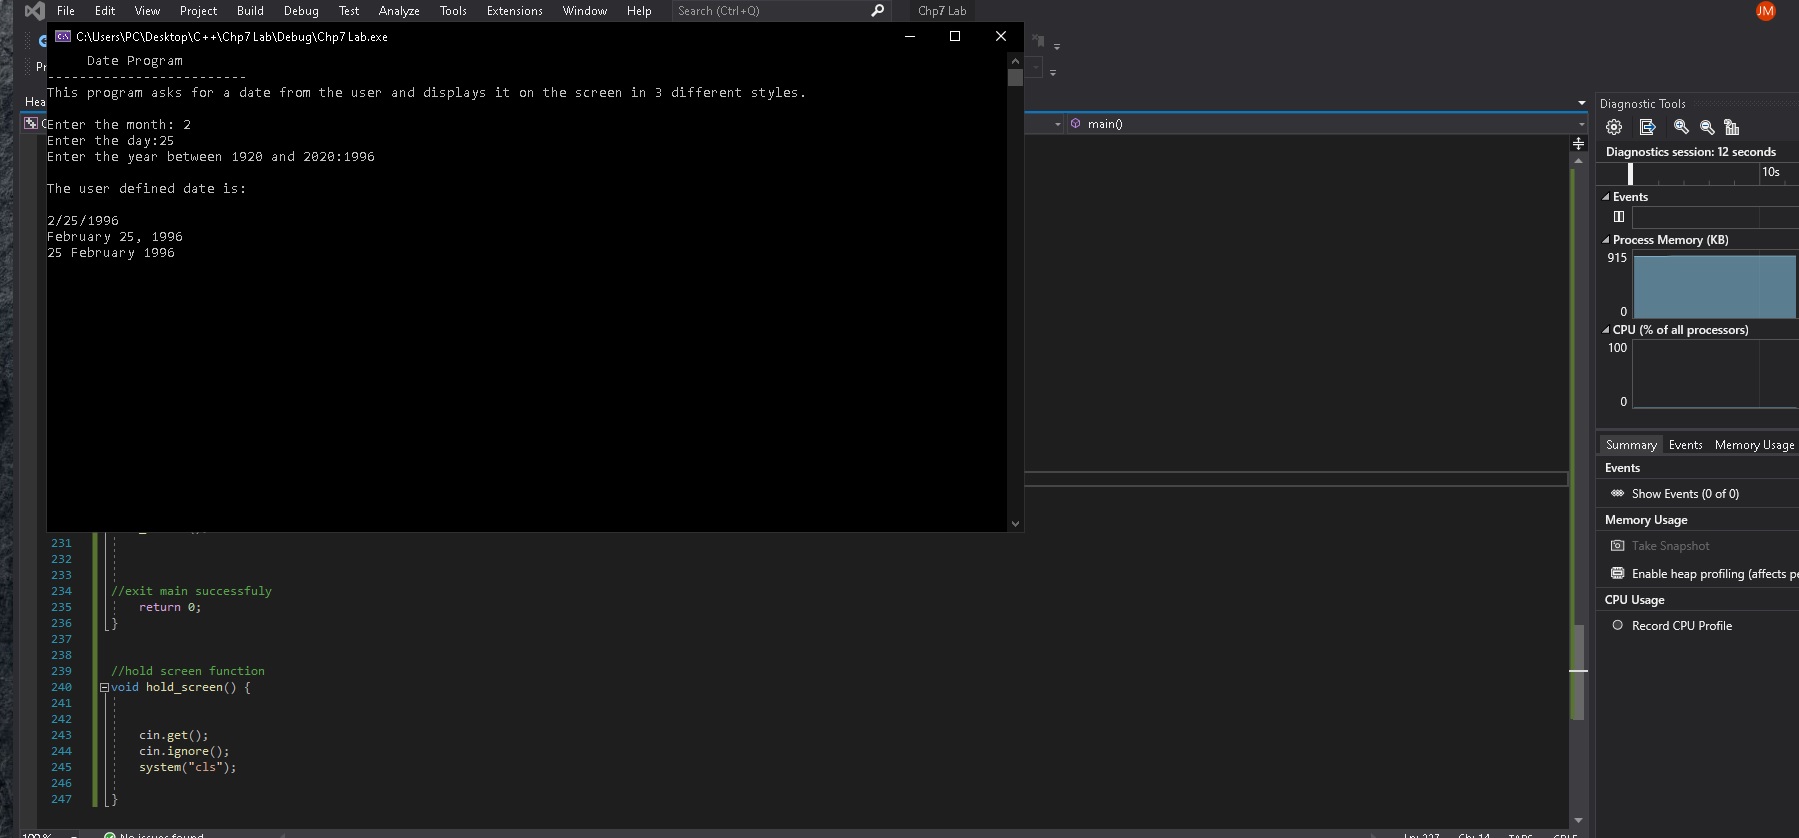 File Edit View Project Build Debug Test Analyze Tools Extensions Window Help Search (Ctrl+Q) Chp7 Lab JM
C:\Users\PC\Desktop\C++\Chp7 Lab\Debug\Chp7 Lab.exe
Date Program
-------------------------
This program asks for a date from the user and displays it on the screen in 3 different styles.
Enter the month: 2
Enter the day:25
Enter the year between 1920 and 2020:1996
The user defined date is:
2/25/1996
February 25, 1996
25 February 1996
main()
231
232
233
234 //exit main successfuly
235 return 0;
236 }
237
238
239 //hold screen function
240 void hold_screen() {
241
242
243 cin.get();
244 cin.ignore();
245 system("cls");
246
247 }
100 %
No issues found
Diagnostic Tools
Diagnostics session: 12 seconds
10s
Events
Process Memory (KB)
915
0
CPU (% of all processors)
100
0
Summary Events Memory Usage
Events
Show Events (0 of 0)
Memory Usage
Take Snapshot
Enable heap profiling (affects
CPU Usage
Record CPU Profile